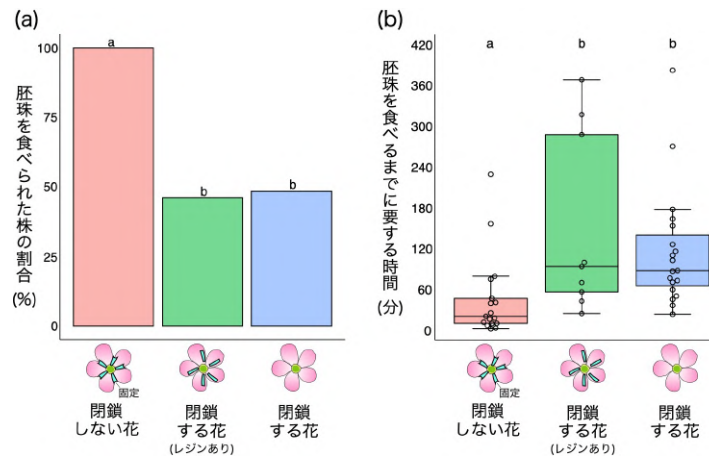 (a)
胚珠を食べられた株の割合
(%)
100
75
50
25
0
a
b
b
固定
閉鎖
しない花
閉鎖
する花
(レジンあり)
閉鎖
する花
(b)
胚珠を食べるまでに要する時間
(分)
420
360
300
240
180
120
60
0
a
b
b
固定
閉鎖
しない花
閉鎖
する花
(レジンあり)
閉鎖
する花